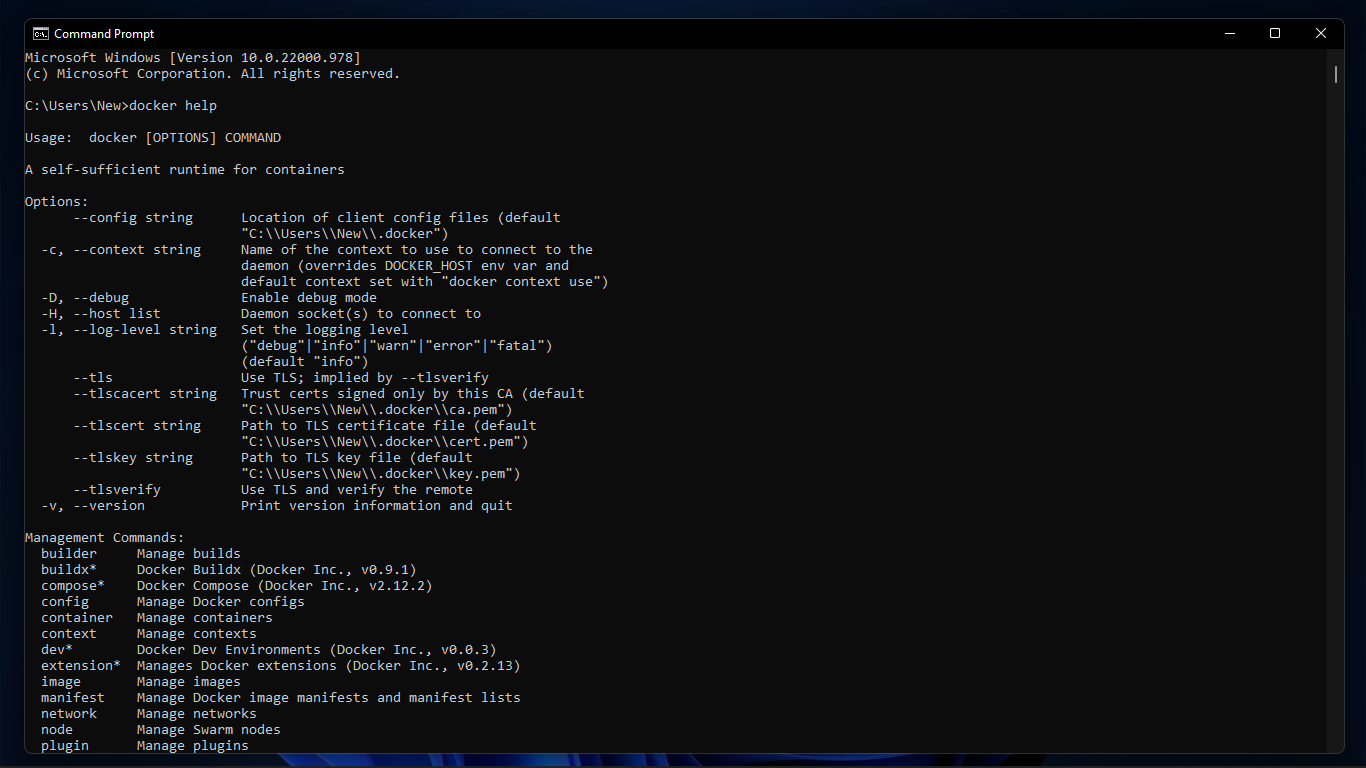 Command Prompt
Microsoft Windows [Version 10.0.22000.978]
(c) Microsoft Corporation. All rights reserved.
C:\Users\New>docker help
Usage:  docker [OPTIONS] COMMAND
A self-sufficient runtime for containers
Options:
      --config string      Location of client config files (default
                           "C:\\Users\\New\\.docker")
  -c, --context string     Name of the context to use to connect to the
                           daemon (overrides DOCKER_HOST env var and
                           default context set with "docker context use")
  -D, --debug              Enable debug mode
  -H, --host list          Daemon socket(s) to connect to
  -l, --log-level string   Set the logging level
                           ("debug"|"info"|"warn"|"error"|"fatal")
                           (default "info")
      --tls                Use TLS; implied by --tlsverify
      --tlscacert string   Trust certs signed only by this CA (default
                           "C:\\Users\\New\\.docker\\ca.pem")
      --tlscert string     Path to TLS certificate file (default
                           "C:\\Users\\New\\.docker\\cert.pem")
      --tlskey string      Path to TLS key file (default
                           "C:\\Users\\New\\.docker\\key.pem")
      --tlsverify          Use TLS and verify the remote
  -v, --version            Print version information and quit
Management Commands:
  builder     Manage builds
  buildx*     Docker Buildx (Docker Inc., v0.9.1)
  compose*    Docker Compose (Docker Inc., v2.12.2)
  config      Manage Docker configs
  container   Manage containers
  context     Manage contexts
  dev*        Docker Dev Environments (Docker Inc., v0.0.3)
  extension*  Manages Docker extensions (Docker Inc., v0.2.13)
  image       Manage images
  manifest    Manage Docker image manifests and manifest lists
  network     Manage networks
  node        Manage Swarm nodes
  plugin      Manage plugins